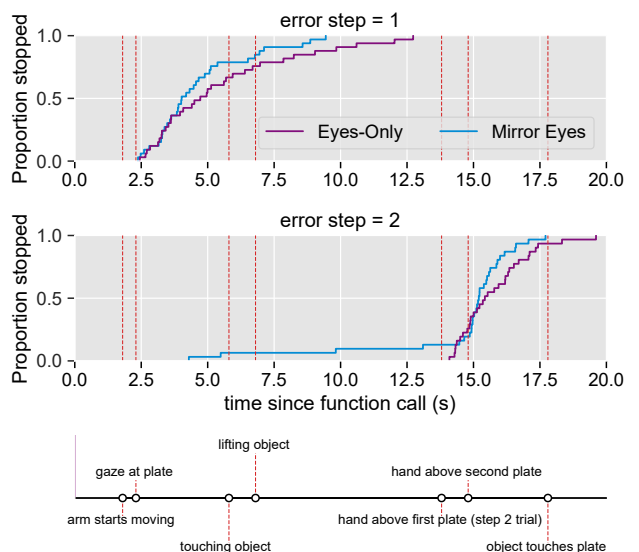 error step = 1
Proportion stopped
1.0
0.5
0.0
Eyes-Only
Mirror Eyes
0.0 2.5 5.0 7.5 10.0 12.5 15.0 17.5 20.0
error step = 2
Proportion stopped
1.0
0.5
0.0
0.0 2.5 5.0 7.5 10.0 12.5 15.0 17.5 20.0
time since function call (s)
lifting object
gaze at plate
hand above second plate
arm starts moving
hand above first plate (step 2 trial)
touching object
object touches plate